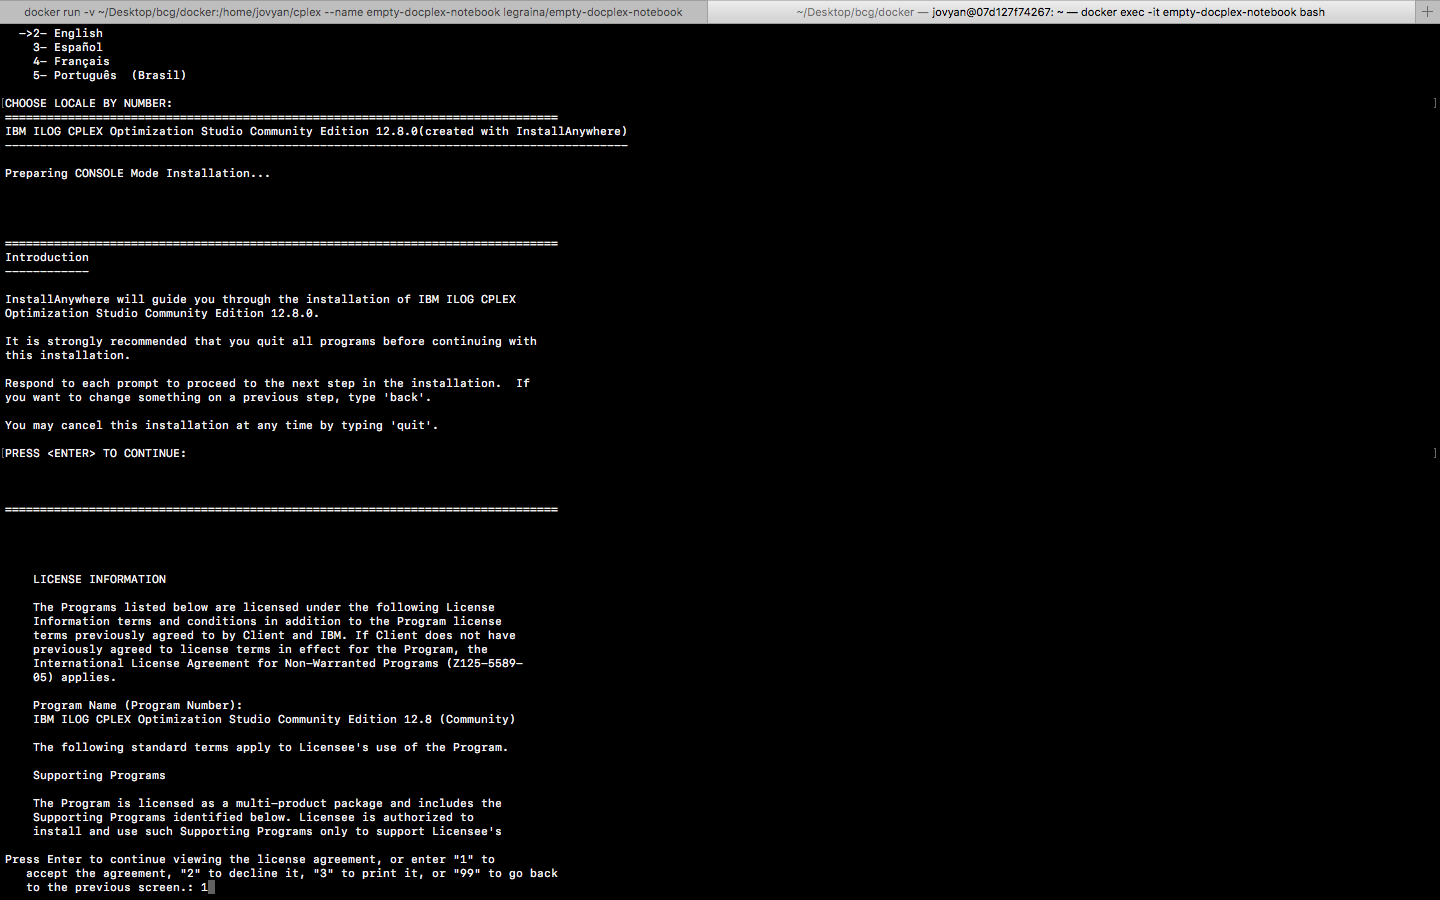 docker run -v ~/Desktop/bcg/docker:/home/jovyan/cplex --name empty-docplex-notebook legraina/empty-docplex-notebook
~/Desktop/bcg/docker — jovyan@07d127f74267: ~ — docker exec -it empty-docplex-notebook bash
+
->2- English
3- Español
4- Français
5- Português  (Brasil)
[CHOOSE LOCALE BY NUMBER: ]
===============================================================================
IBM ILOG CPLEX Optimization Studio Community Edition 12.8.0(created with InstallAnywhere)
-----------------------------------------------------------------------------------------
Preparing CONSOLE Mode Installation...
===============================================================================
Introduction
------------
InstallAnywhere will guide you through the installation of IBM ILOG CPLEX
Optimization Studio Community Edition 12.8.0.
It is strongly recommended that you quit all programs before continuing with
this installation.
Respond to each prompt to proceed to the next step in the installation.  If
you want to change something on a previous step, type 'back'.
You may cancel this installation at any time by typing 'quit'.
[PRESS <ENTER> TO CONTINUE: ]
===============================================================================
LICENSE INFORMATION
The Programs listed below are licensed under the following License
Information terms and conditions in addition to the Program license
terms previously agreed to by Client and IBM. If Client does not have
previously agreed to license terms in effect for the Program, the
International License Agreement for Non-Warranted Programs (Z125-5589-
05) applies.
Program Name (Program Number):
IBM ILOG CPLEX Optimization Studio Community Edition 12.8 (Community)
The following standard terms apply to Licensee's use of the Program.
Supporting Programs
The Program is licensed as a multi-product package and includes the
Supporting Programs identified below. Licensee is authorized to
install and use such Supporting Programs only to support Licensee's
Press Enter to continue viewing the license agreement, or enter "1" to
accept the agreement, "2" to decline it, "3" to print it, or "99" to go back
to the previous screen.: 1